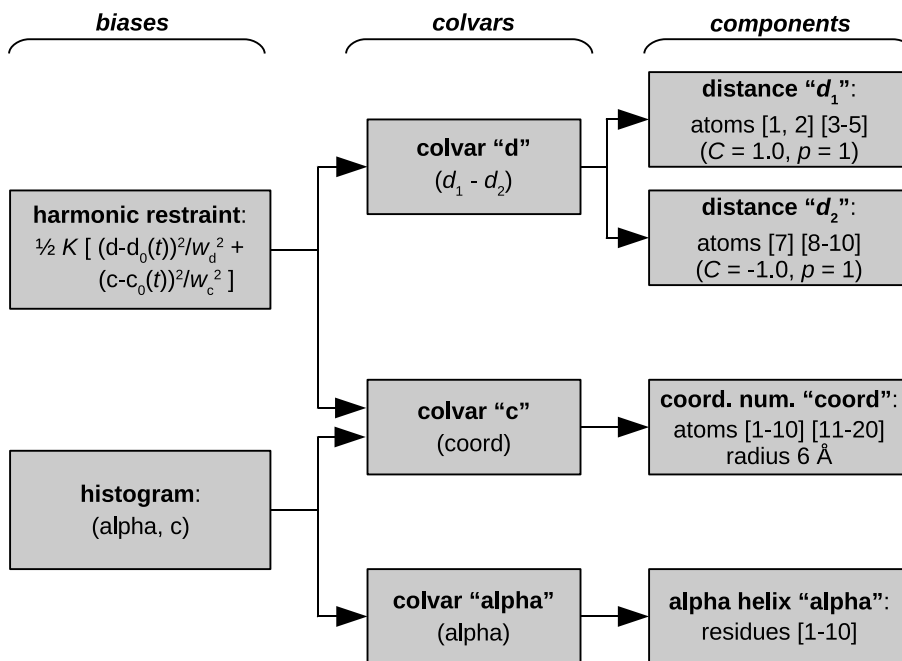 biases
colvars
components
harmonic restraint:
½ K [ (d-d₀(t))²/w_d² +
(c-c₀(t))²/w_c² ]
histogram:
(alpha, c)
colvar “d”
(d₁ - d₂)
colvar “c”
(coord)
colvar “alpha”
(alpha)
distance “d₁”:
atoms [1, 2] [3-5]
(C = 1.0, p = 1)
distance “d₂”:
atoms [7] [8-10]
(C = -1.0, p = 1)
coord. num. “coord”:
atoms [1-10] [11-20]
radius 6 Å
alpha helix “alpha”:
residues [1-10]